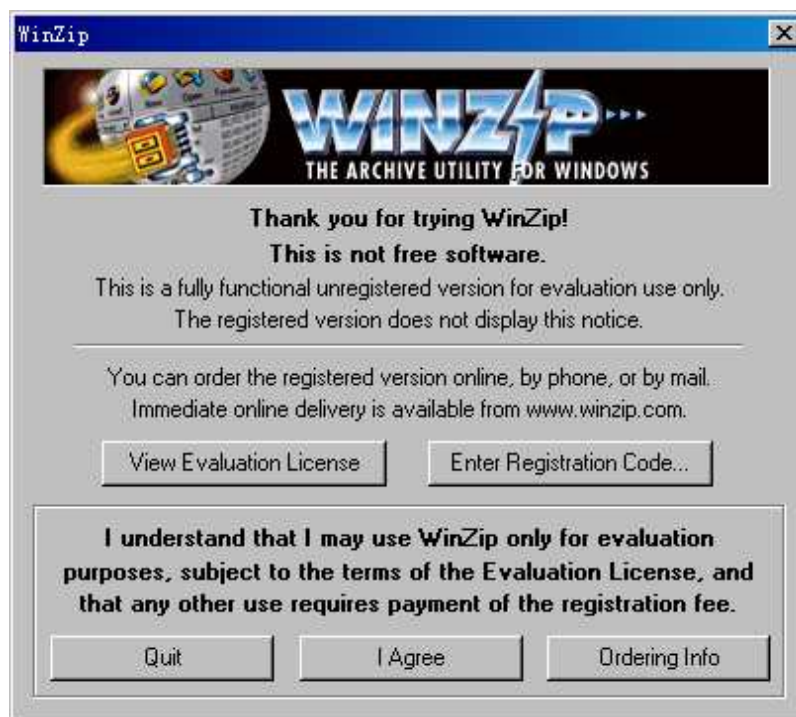 WinZip
WINZIP
THE ARCHIVE UTILITY FOR WINDOWS
Thank you for trying WinZip!
This is not free software.
This is a fully functional unregistered version for evaluation use only.
The registered version does not display this notice.
You can order the registered version online, by phone, or by mail.
Immediate online delivery is available from www.winzip.com.
View Evaluation License
Enter Registration Code...
I understand that I may use WinZip only for evaluation
purposes, subject to the terms of the Evaluation License, and
that any other use requires payment of the registration fee.
Quit
I Agree
Ordering Info